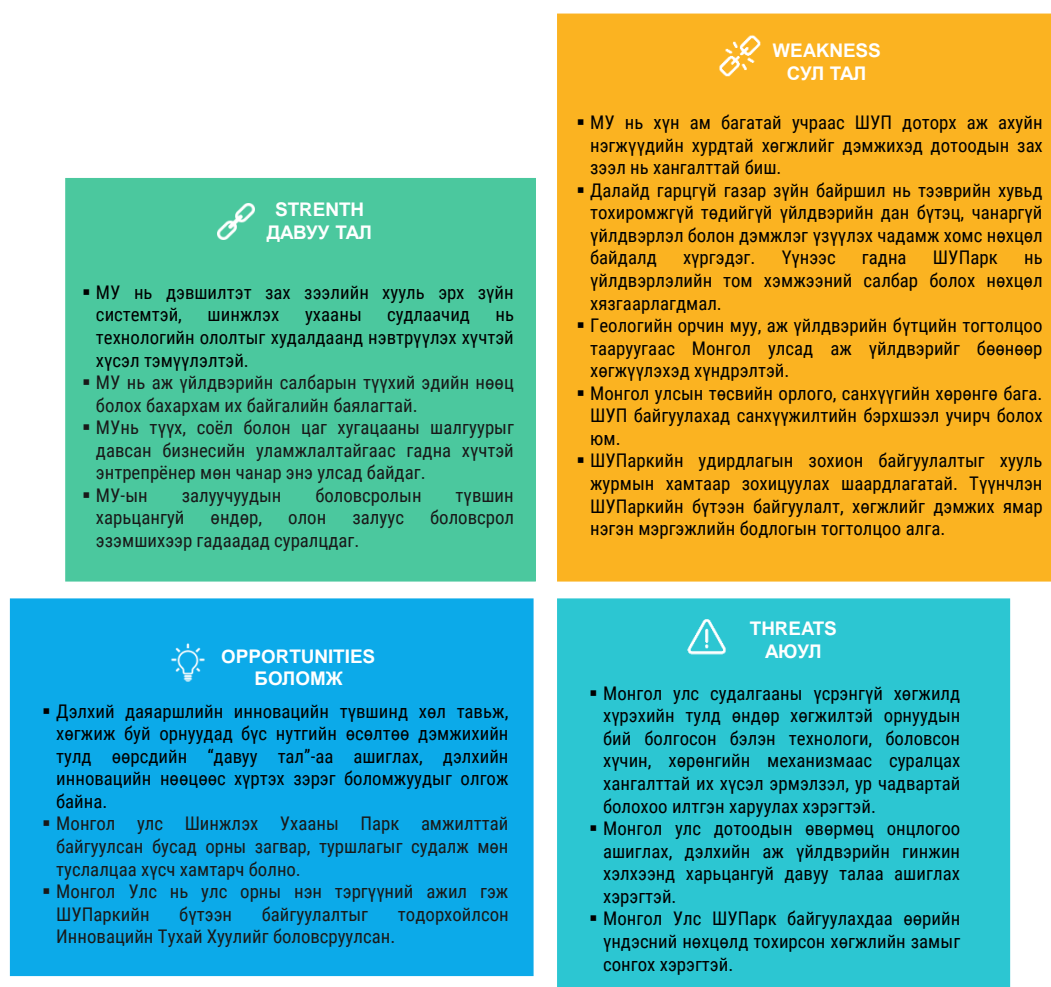 STRENTH
ДАВУУ ТАЛ
▪ МУ нь дэвшилтэт зах зээлийн хууль эрх зүйн
системтэй, шинжлэх ухааны судлаачид нь
технологийн ололтыг худалдаанд нэвтрүүлэх хүчтэй
хүсэл тэмүүлэлтэй.
▪ МУ нь аж үйлдвэрийн салбарын түүхий эдийн нөөц
болох бахархам их байгалийн баялагтай.
▪ МУнь түүх, соёл болон цаг хугацааны шалгуурыг
давсан бизнесийн уламжлалтайгаас гадна хүчтэй
энтрепрёнер мөн чанар энэ улсад байдаг.
▪ МУ-ын залуучуудын боловсролын түвшин
харьцангуй өндөр, олон залуус боловсрол
эзэмшихээр гадаадад суралцдаг.
WEAKNESS
СУЛ ТАЛ
▪ МУ нь хүн ам багатай учраас ШУП доторх аж ахуйн
нэгжүүдийн хурдтай хөгжлийг дэмжихэд дотоодын зах
зээл нь хангалттай биш.
▪ Далайд гарцгүй газар зүйн байршил нь тээврийн хувьд
тохиромжгүй төдийгүй үйлдвэрийн дан бүтэц, чанаргүй
үйлдвэрлэл болон дэмжлэг үзүүлэх чадамж хомс нөхцөл
байдалд хүргэдэг. Үүнээс гадна ШУПарк нь
үйлдвэрлэлийн том хэмжээний салбар болох нөхцөл
хязгаарлагдмал.
▪ Геологийн орчин муу, аж үйлдвэрийн бүтцийн тогтолцоо
тааруугаас Монгол улсад аж үйлдвэрийг бөөнөөр
хөгжүүлэхэд хүндрэлтэй.
▪ Монгол улсын төсвийн орлого, санхүүгийн хөрөнгө бага.
ШУП байгуулахад санхүүжилтийн бэрхшээл учирч болох
юм.
▪ ШУПаркийн удирдлагын зохион байгуулалтыг хууль
журмын хамтаар зохицуулах шаардлагатай. Түүнчлэн
ШУПаркийн бүтээн байгуулалт, хөгжлийг дэмжих ямар
нэгэн мэргэжлийн бодлогын тогтолцоо алга.
OPPORTUNITIES
БОЛОМЖ
▪ Дэлхий даяаршлийн инновацийн түвшинд хөл тавьж,
хөгжиж буй орнуудад бүс нутгийн өсөлтөө дэмжихийн
тулд өөрсдийн “давуу тал”-аа ашиглах, дэлхийн
инновацийн нөөцөөс хүртэх зэрэг боломжуудыг олгож
байна.
▪ Монгол улс Шинжлэх Ухааны Парк амжилттай
байгуулсан бусад орны загвар, туршлагыг судалж мөн
туслалцаа хүсч хамтарч болно.
▪ Монгол Улс нь улс орны нэн тэргүүний ажил гэж
ШУПаркийн бүтээн байгуулалтыг тодорхойлсон
Инновацийн Тухай Хуулийг боловсруулсан.
THREATS
АЮУЛ
▪ Монгол улс судалгааны үсрэнгүй хөгжилд
хүрэхийн тулд өндөр хөгжилтэй орнуудын
бий болгосон бэлэн технологи, боловсон
хүчин, хөрөнгийн механизмаас суралцах
хангалттай их хүсэл эрмэлзэл, ур чадвартай
болохоо илтгэн харуулах хэрэгтэй.
▪ Монгол улс дотоодын өвөрмөц онцлогоо
ашиглах, дэлхийн аж үйлдвэрийн гинжин
хэлхээнд харьцангуй давуу талаа ашиглах
хэрэгтэй.
▪ Монгол Улс ШУПарк байгуулахдаа өөрийн
үндэсний нөхцөлд тохирсон хөгжлийн замыг
сонгох хэрэгтэй.